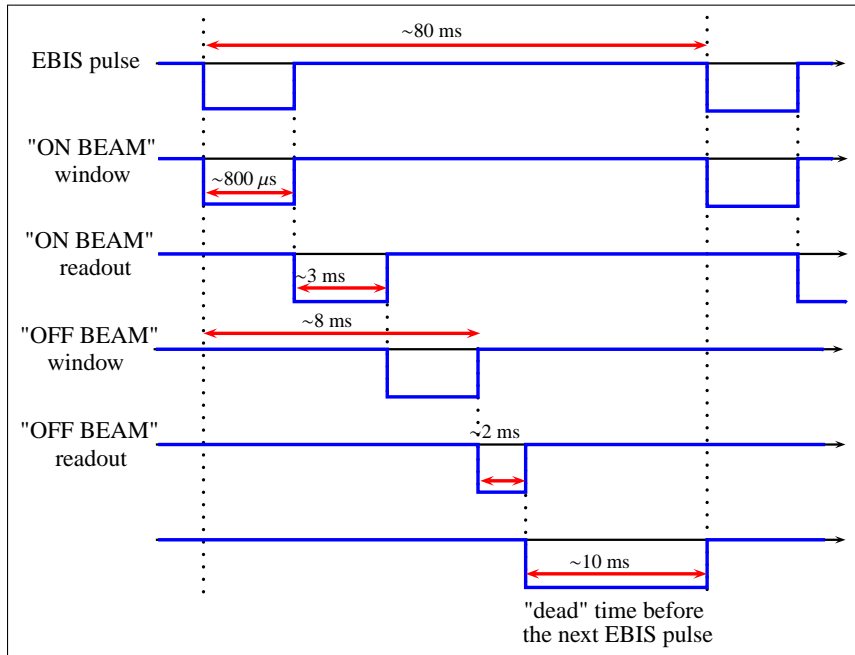 ~80 ms
EBIS pulse
"ON BEAM"
window
~800 μs
"ON BEAM"
readout
~3 ms
~8 ms
"OFF BEAM"
window
"OFF BEAM"
readout
~2 ms
~10 ms
"dead" time before
the next EBIS pulse